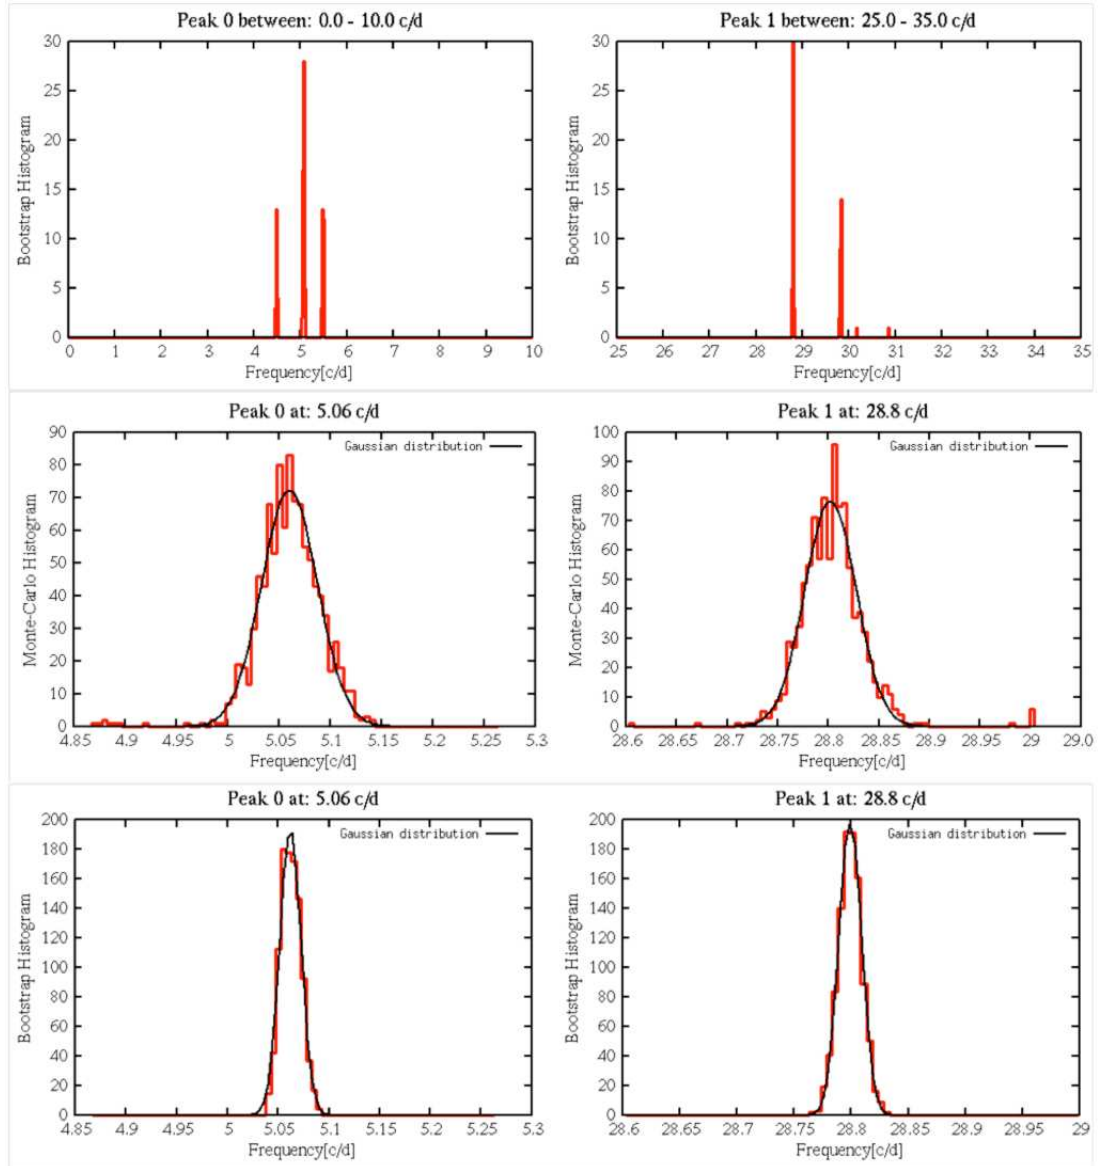 Peak 0 between: 0.0 - 10.0 c/d
Bootstrap Histogram
30
25
20
15
10
5
0
0 1 2 3 4 5 6 7 8 9 10
Frequency[c/d]
Peak 1 between: 25.0 - 35.0 c/d
Bootstrap Histogram
30
25
20
15
10
5
0
25 26 27 28 29 30 31 32 33 34 35
Frequency[c/d]
Peak 0 at: 5.06 c/d
Gaussian distribution
Monte-Carlo Histogram
90
80
70
60
50
40
30
20
10
0
4.85 4.9 4.95 5 5.05 5.1 5.15 5.2 5.25 5.3
Frequency[c/d]
Peak 1 at: 28.8 c/d
Gaussian distribution
Monte-Carlo Histogram
100
90
80
70
60
50
40
30
20
10
0
28.6 28.65 28.7 28.75 28.8 28.85 28.9 28.95 29 29.0
Frequency[c/d]
Peak 0 at: 5.06 c/d
Gaussian distribution
Bootstrap Histogram
200
180
160
140
120
100
80
60
40
20
0
4.85 4.9 4.95 5 5.05 5.1 5.15 5.2 5.25 5.3
Frequency[c/d]
Peak 1 at: 28.8 c/d
Gaussian distribution
Bootstrap Histogram
200
180
160
140
120
100
80
60
40
20
0
28.6 28.65 28.7 28.75 28.8 28.85 28.9 28.95 29
Frequency[c/d]